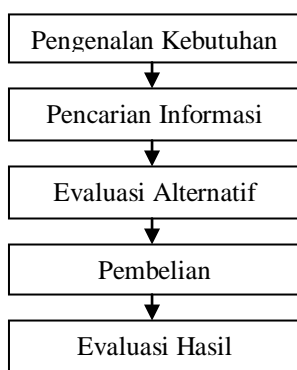 Pengenalan Kebutuhan
Pencarian Informasi
Evaluasi Alternatif
Pembelian
Evaluasi Hasil